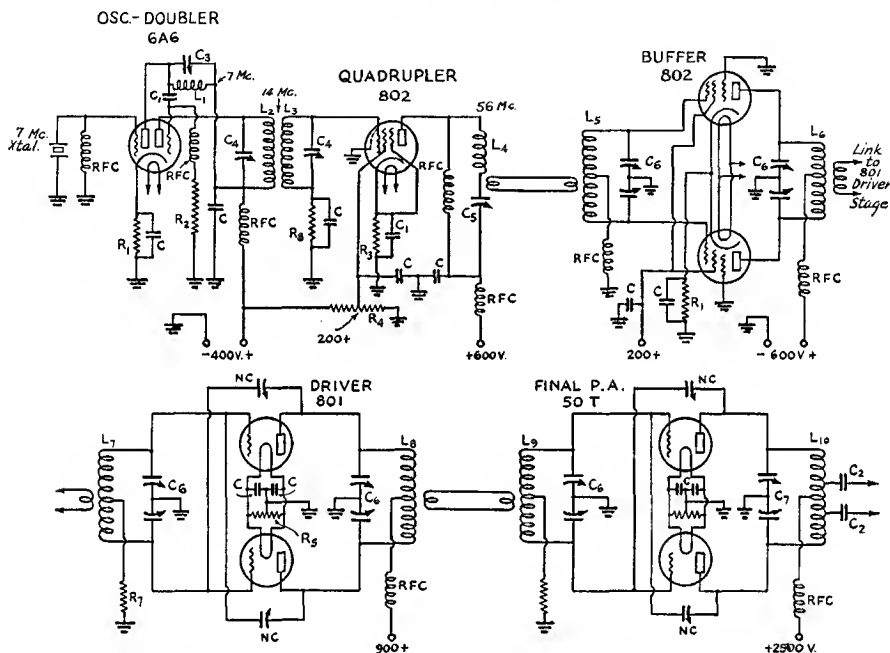 OSC.-DOUBLER
6A6
C3
7 Mc.
L1
C1
7 Mc.
Xtal.
RFC
RFC
R1
C
R2
C
14 Mc.
L2
L3
C4
C4
RFC
R8
C
QUADRUPLER
802
RFC
56 Mc.
L4
C5
R3
C1
C
C
RFC
R4
200+
-400V.+
+600V.
BUFFER
802
L5
C6
RFC
C6
L6
Link to
801
Driver
Stage
RFC
C
C
R1
200+
-600V+
DRIVER
801
NC
L7
C6
C
C
R5
C6
L8
R7
RFC
NC
900+
FINAL P.A.
50T
NC
L9
C6
C
C7
L10
C2
C2
RFC
NC
+2500V.